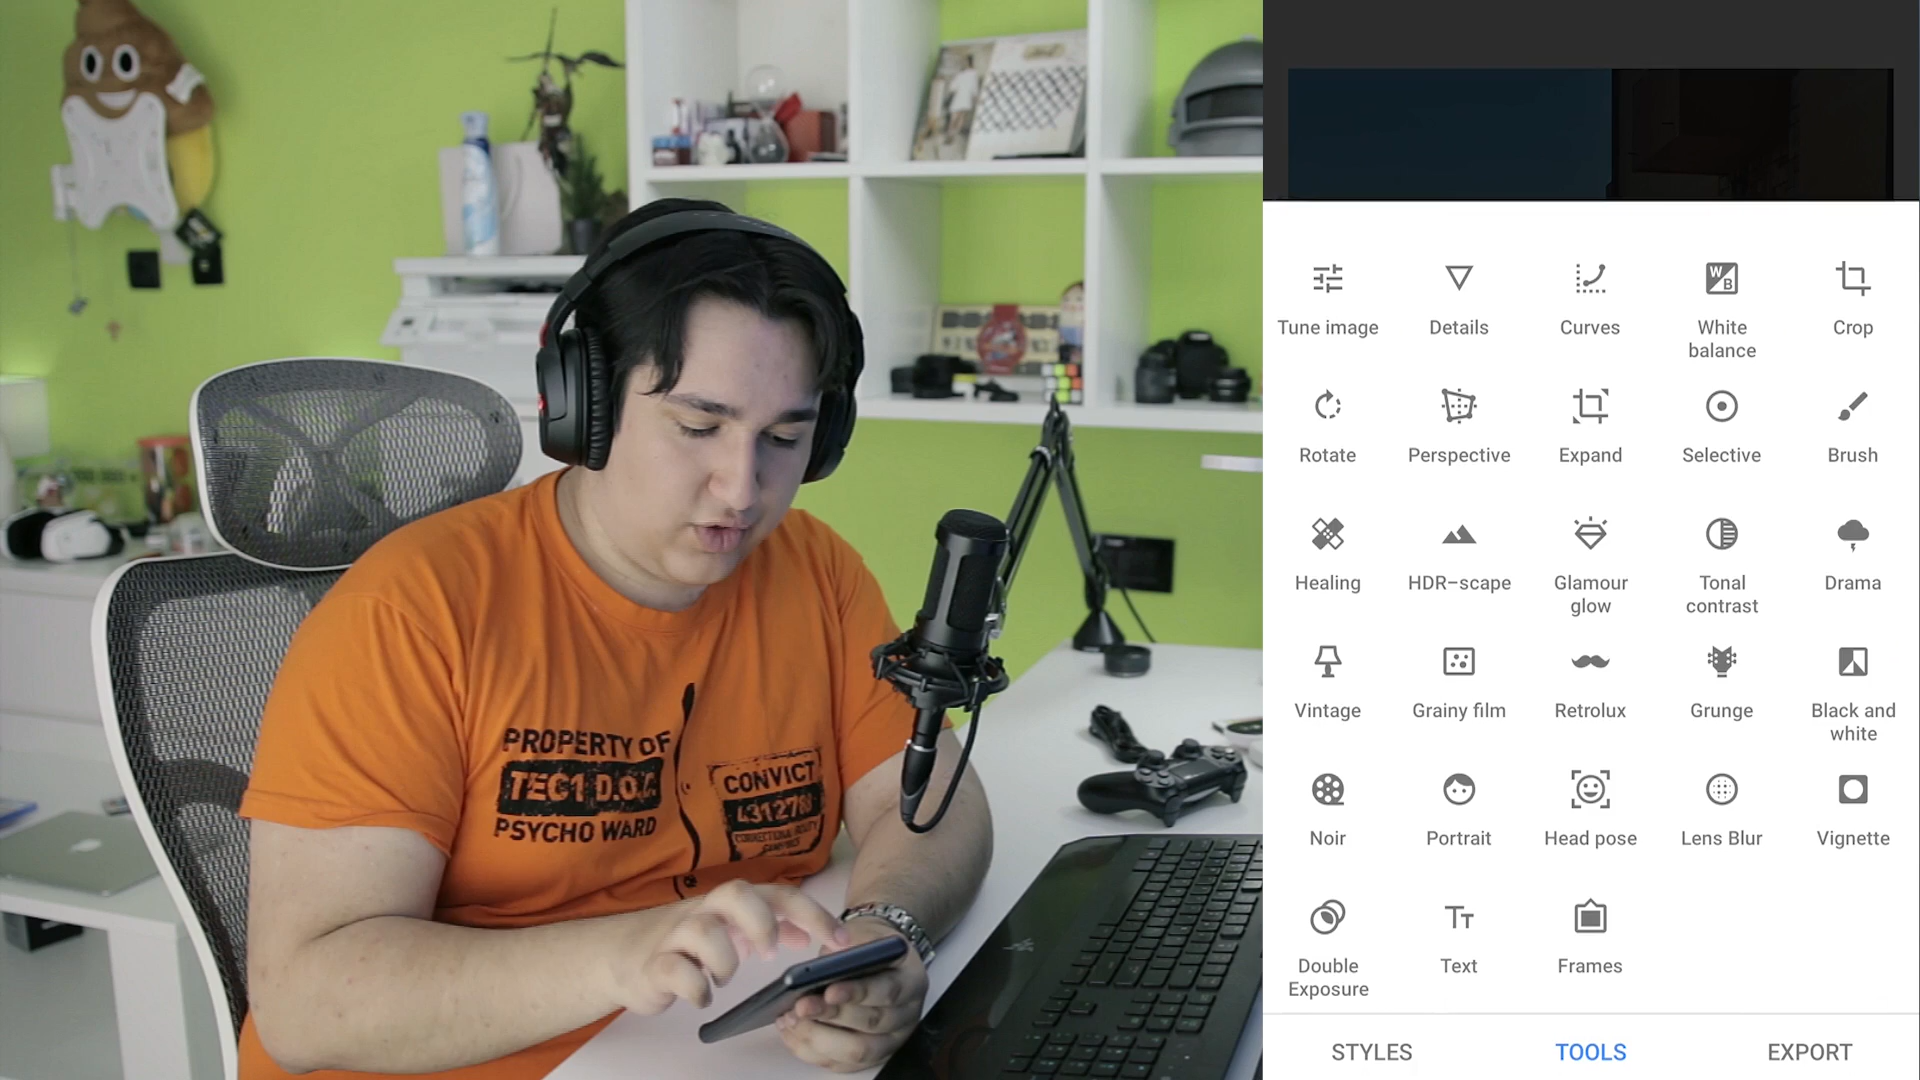 PROPERTY OF
TEC1 D.O.C.
PSYCHO WARD
CONVICT
Tune image
Details
Curves
W
B
White
balance
Crop
Rotate
Perspective
Expand
Selective
Brush
Healing
HDR-scape
Glamour
glow
Tonal
contrast
Drama
Vintage
Grainy film
Retrolux
Grunge
Black and
white
Noir
Portrait
Head pose
Lens Blur
Vignette
Double
Exposure
TT
Text
Frames
STYLES
TOOLS
EXPORT